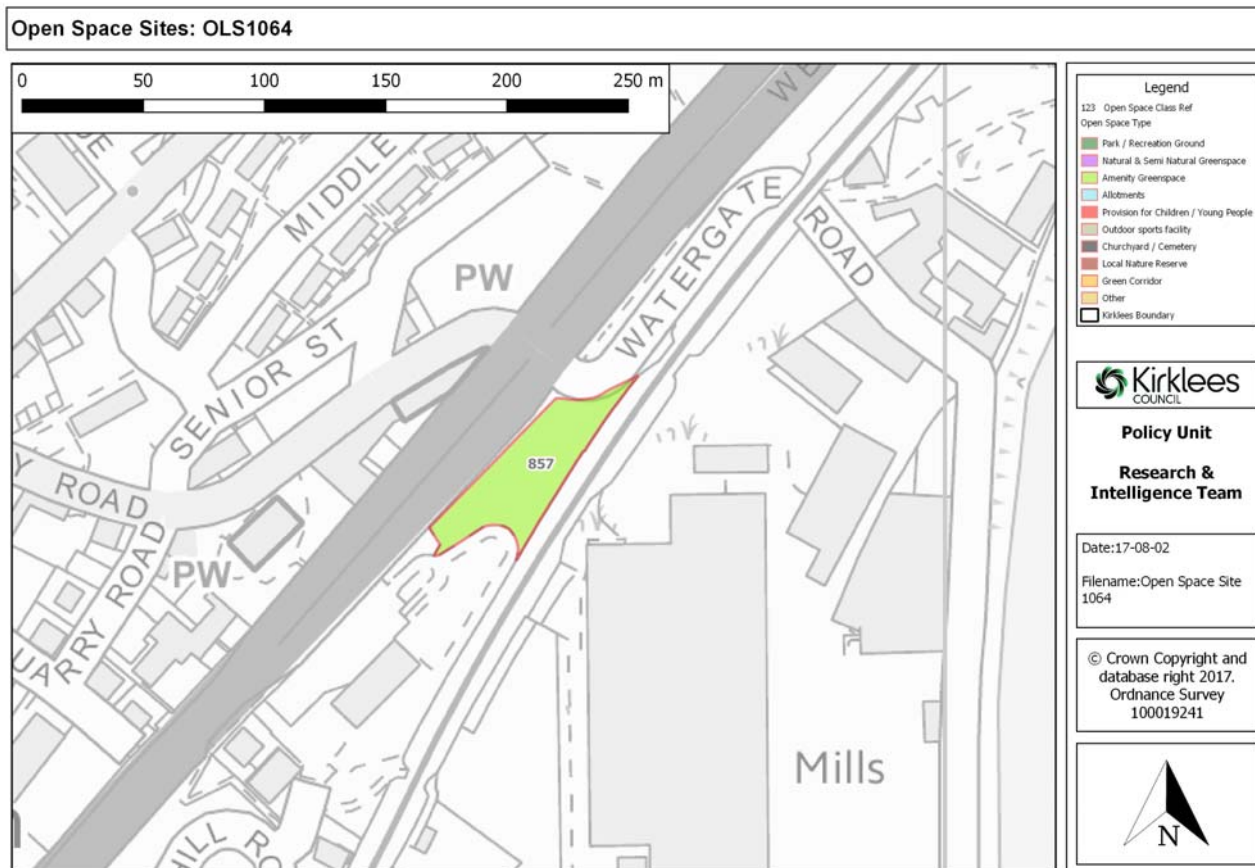 Open Space Sites: OLS1064
0 50 100 150 200 250 m
MIDDLE
WATERGATE
ROAD
PW
SENIOR ST
857
Y ROAD
PW
QUARRY ROAD
Mills
HILL RO
Legend
123 Open Space Class Ref
Open Space Type
Park / Recreation Ground
Natural & Semi Natural Greenspace
Amenity Greenspace
Allotments
Provision for Children / Young People
Outdoor sports facility
Churchyard / Cemetery
Local Nature Reserve
Green Corridor
Other
Kirklees Boundary
Kirklees
COUNCIL
Policy Unit
Research &
Intelligence Team
Date:17-08-02
Filename:Open Space Site
1064
© Crown Copyright and
database right 2017.
Ordnance Survey
100019241
N